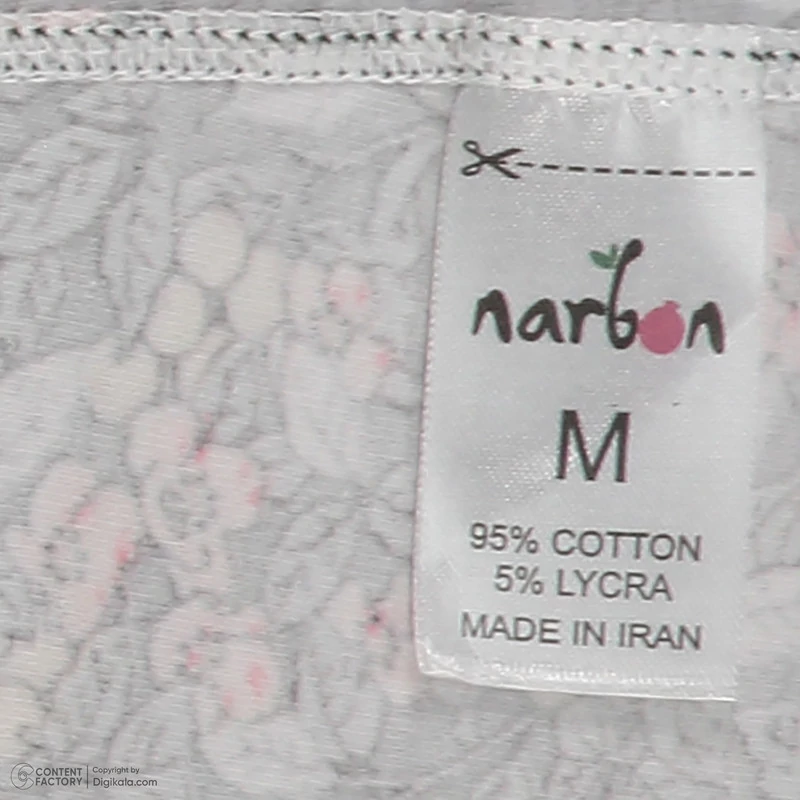 narbon
M
95% COTTON
5% LYCRA
MADE IN IRAN
CONTENT FACTORY
Copyright by
Digikala.com